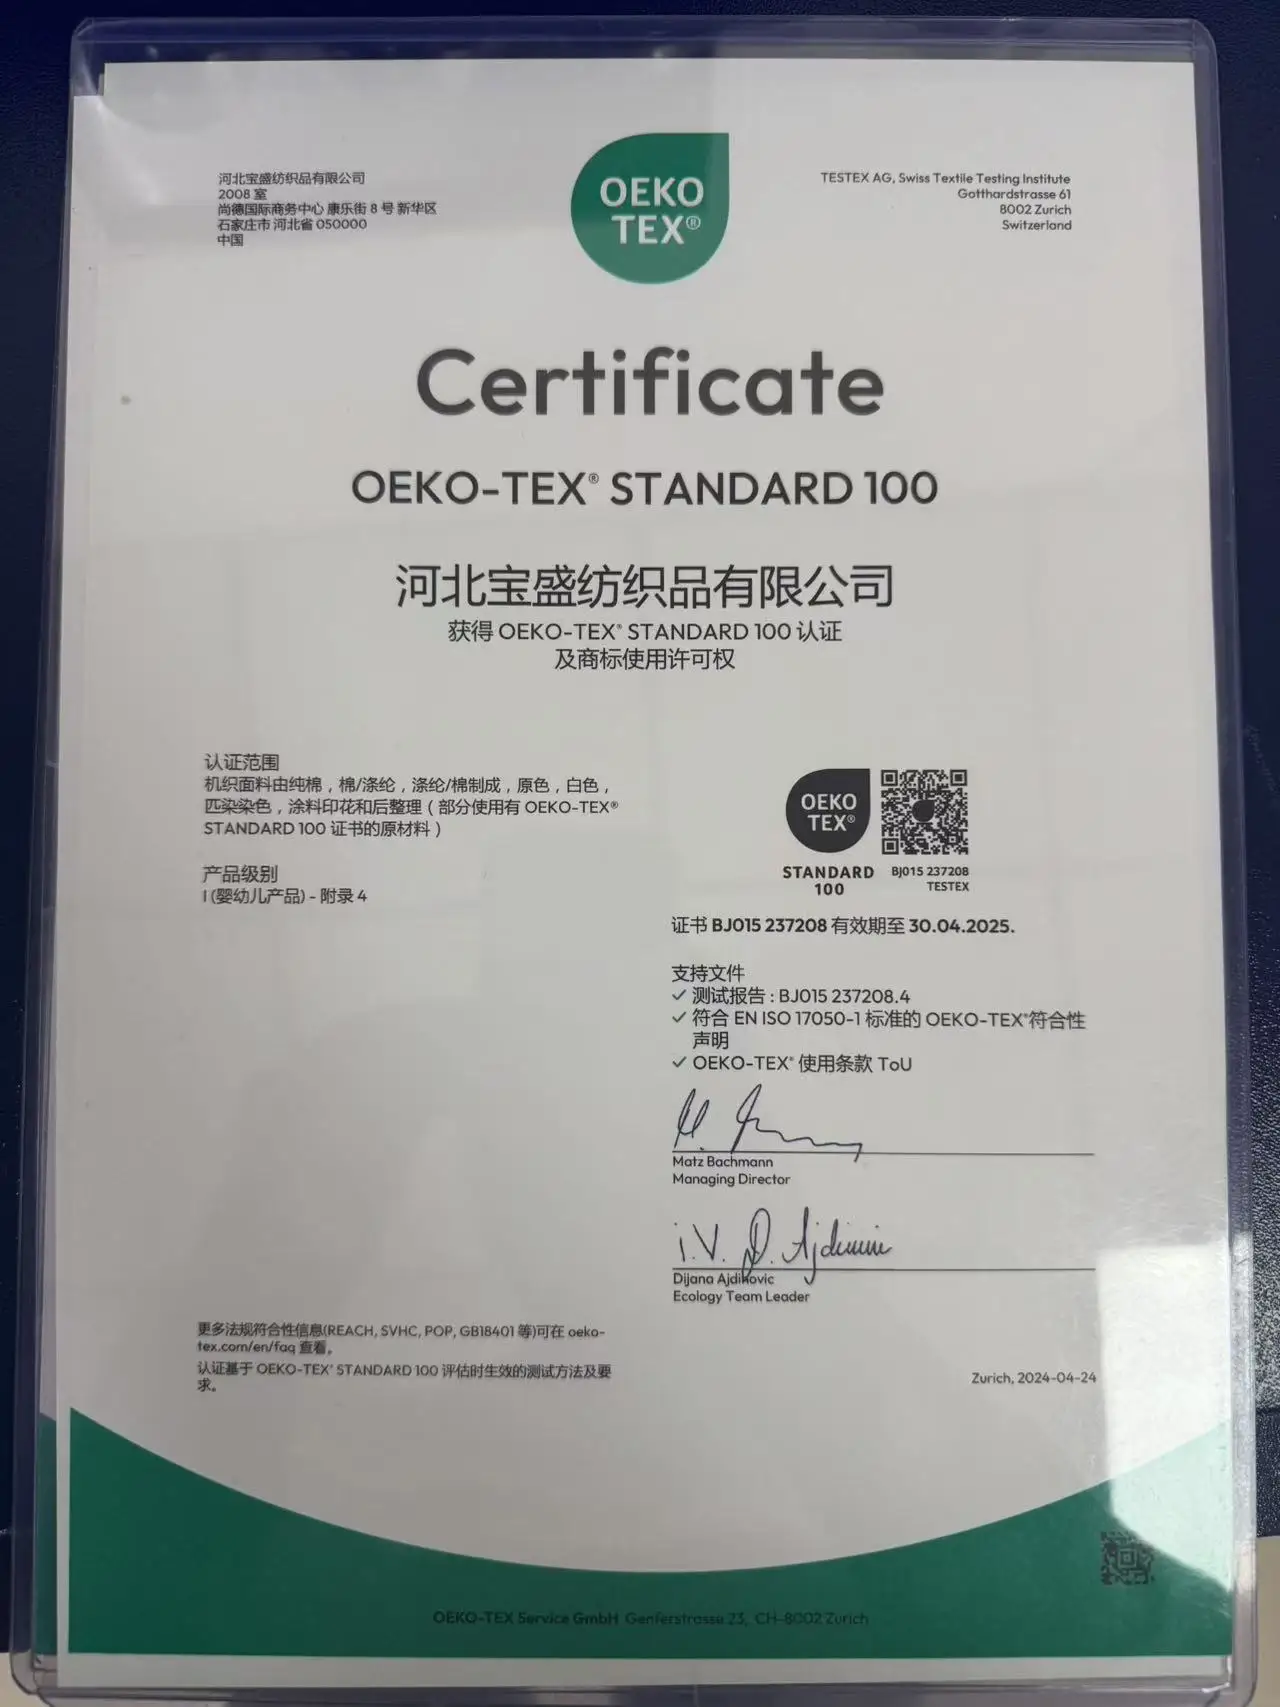 河北宝盛纺织品有限公司
2008 室
尚德国际商务中心 康乐街 8 号 新华区
石家庄市 河北省 050000
中国
OEKO
TEX®
TESTEX AG, Swiss Textile Testing Institute
Gotthardstrasse 61
8002 Zurich
Switzerland
Certificate
OEKO-TEX® STANDARD 100
河北宝盛纺织品有限公司
获得 OEKO-TEX® STANDARD 100 认证
及商标使用许可权
认证范围
机织面料由纯棉，棉/涤纶，涤纶/棉制成，原色，白色，
匹染染色，涂料印花和后整理（部分使用有 OEKO-TEX®
STANDARD 100 证书的原材料）
产品级别
I (婴幼儿产品) - 附录 4
OEKO
TEX®
STANDARD
100
BJ015 237208
TESTEX
证书 BJ015 237208 有效期至 30.04.2025.
支持文件
✓ 测试报告 : BJ015 237208.4
✓ 符合 EN ISO 17050-1 标准的 OEKO-TEX®符合性
声明
✓ OEKO-TEX® 使用条款 ToU
Matz Bachmann
Managing Director
i.V. D. Ajdinovic
Dijana Ajdinovic
Ecology Team Leader
更多法规符合性信息(REACH, SVHC, POP, GB18401 等)可在 oeko-
tex.com/en/faq 查看。
认证基于 OEKO-TEX® STANDARD 100 评估时生效的测试方法及要
求。
Zurich, 2024-04-24
OEKO-TEX Service GmbH Genferstrasse 23, CH-8002 Zurich